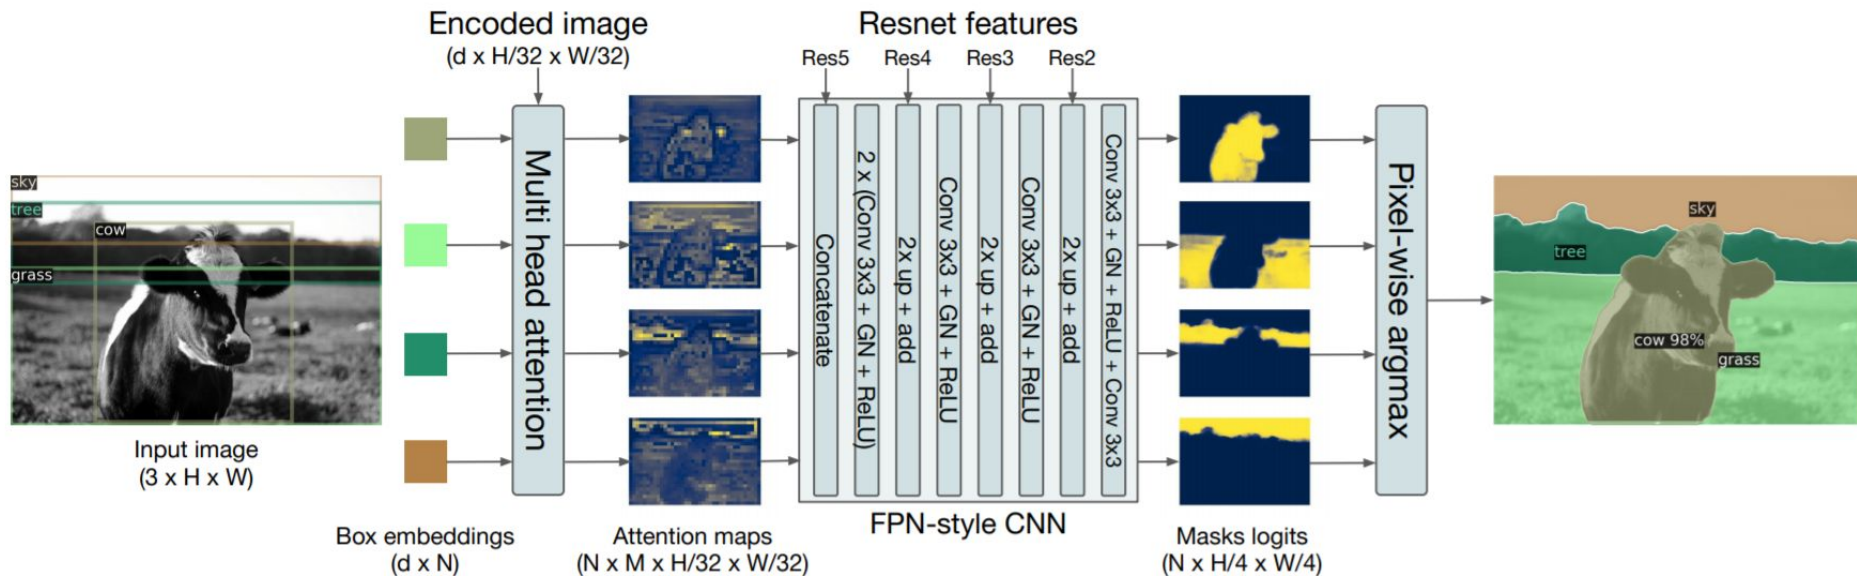 Encoded image
(d x H/32 x W/32)
Resnet features
Res5
Res4
Res3
Res2
sky
tree
cow
grass
Input image
(3 x H x W)
Box embeddings
(d x N)
Multi head attention
Attention maps
(N x M x H/32 x W/32)
Concatenate
2 x (Conv 3x3 + GN + ReLU)
2x up + add
Conv 3x3 + GN + ReLU
2x up + add
Conv 3x3 + GN + ReLU
2x up + add
Conv 3x3 + GN + ReLU + Conv 3x3
FPN-style CNN
Masks logits
(N x H/4 x W/4)
Pixel-wise argmax
sky
tree
cow 98%
grass